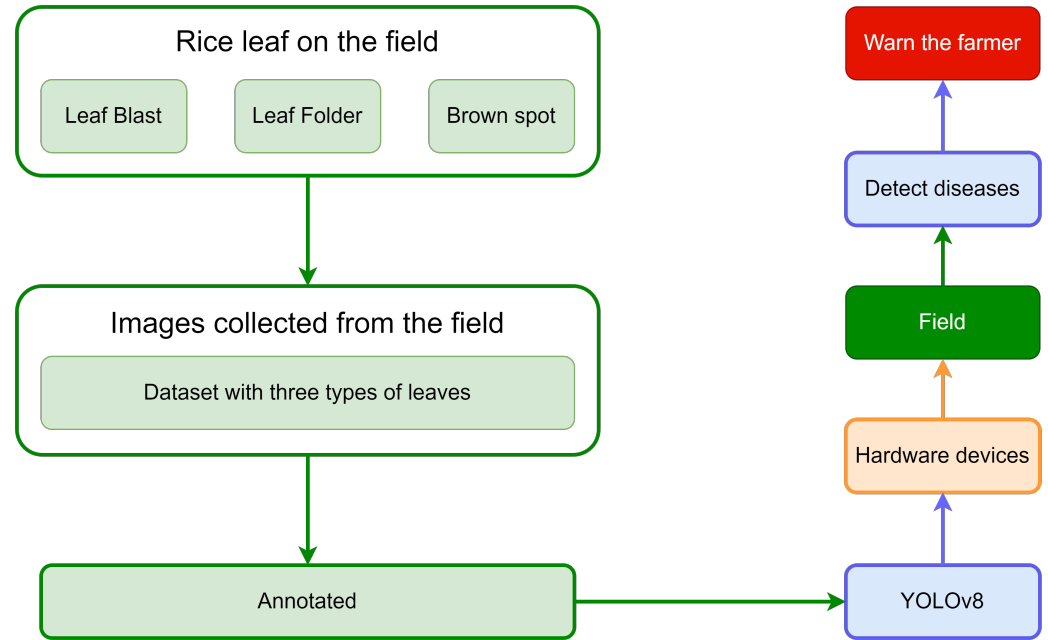 Rice leaf on the field
Leaf Blast
Leaf Folder
Brown spot
Images collected from the field
Dataset with three types of leaves
Annotated
YOLOv8
Hardware devices
Field
Detect diseases
Warn the farmer